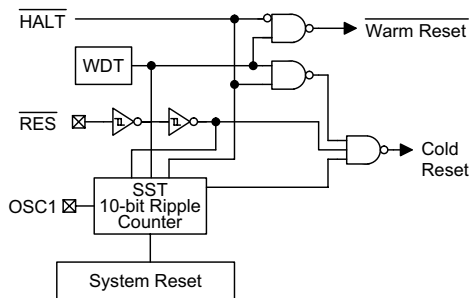 HALT
Warm Reset
WDT
RES
Cold
Reset
OSC1
SST
10-bit Ripple
Counter
System Reset